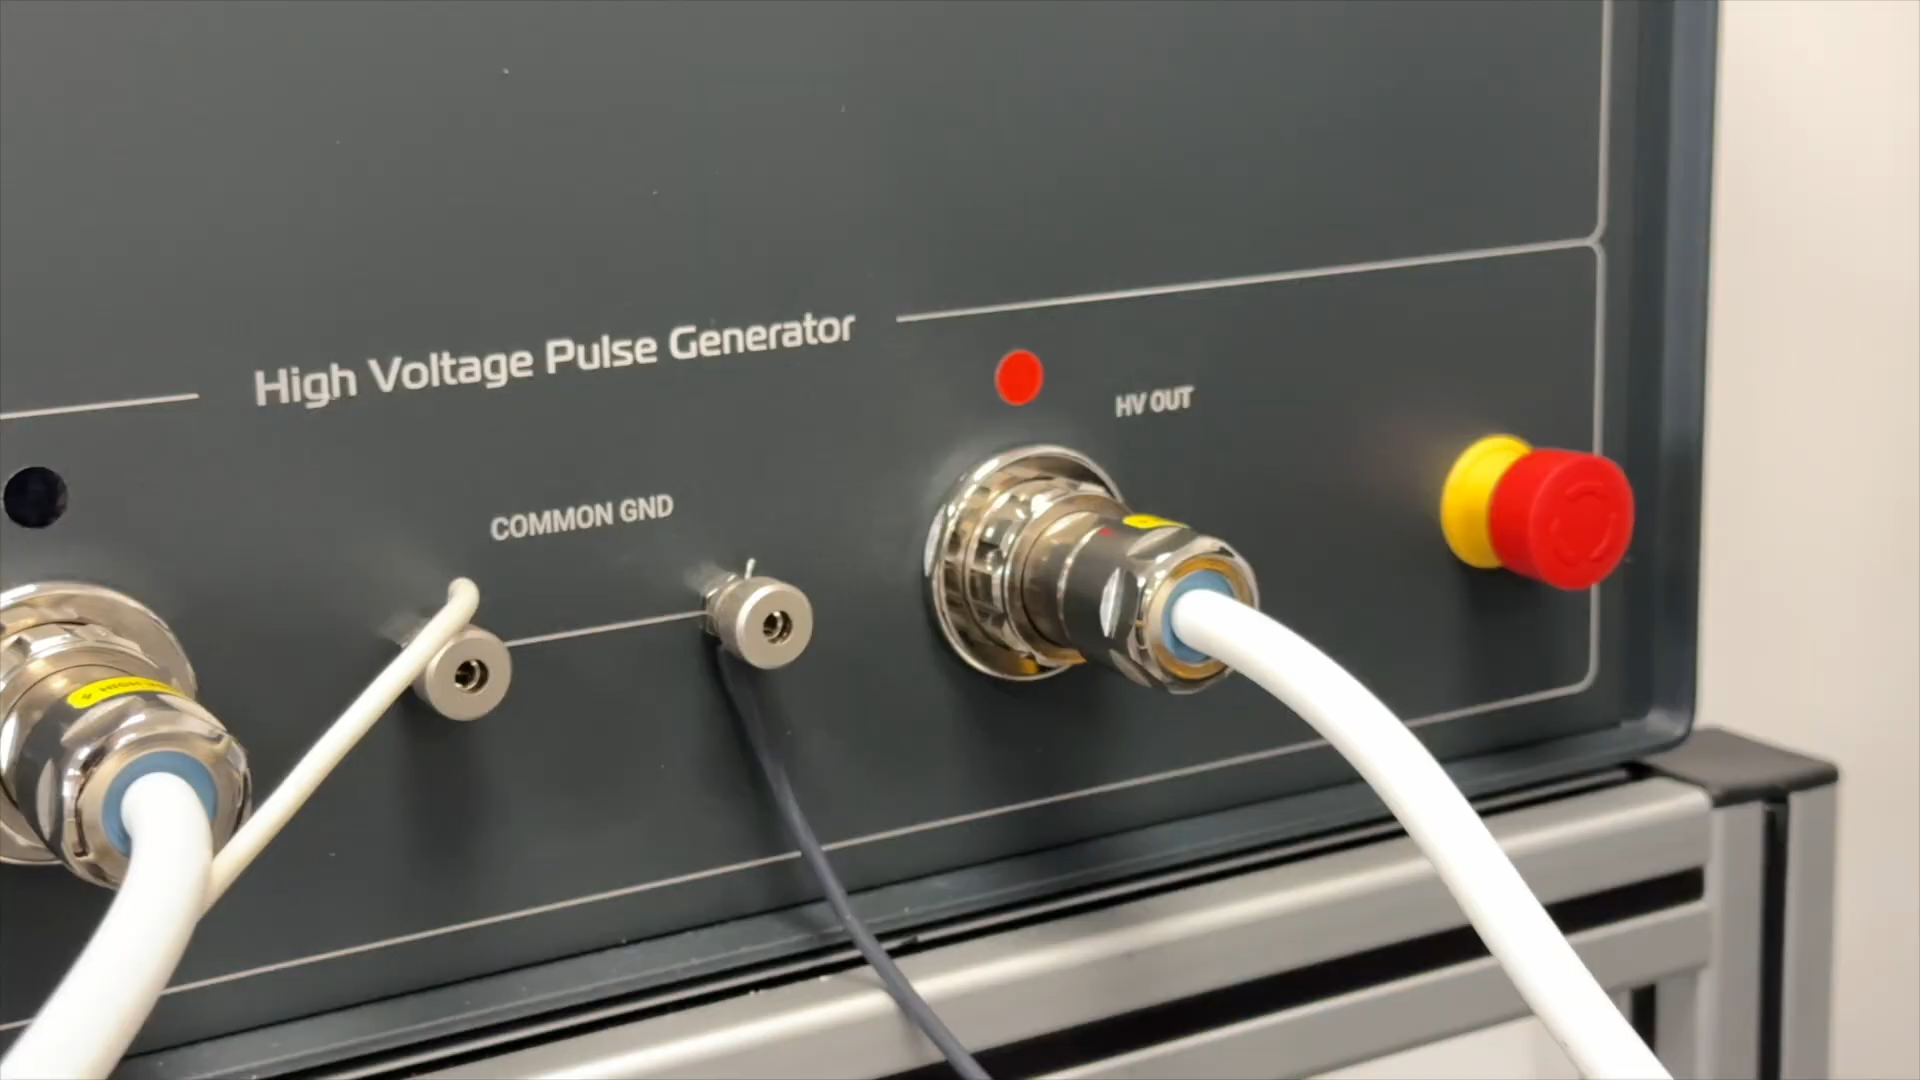 High Voltage Pulse Generator
HV OUT
COMMON GND